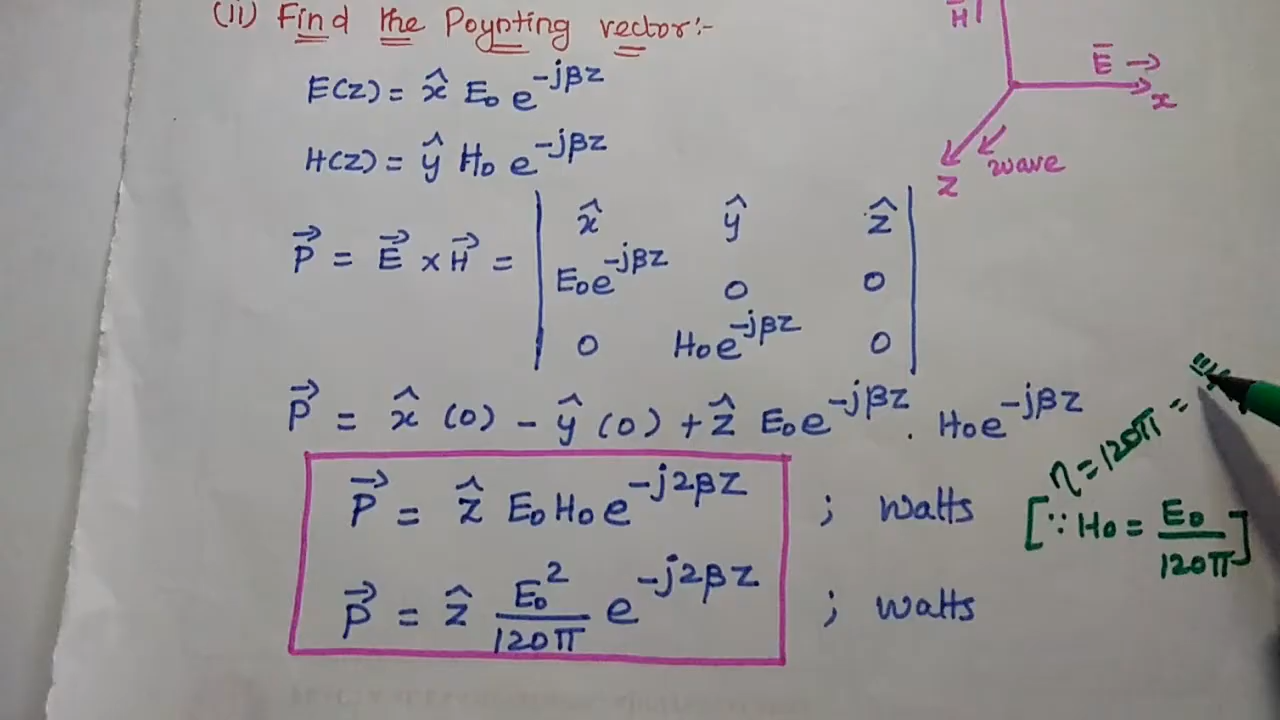 (ii) Find the Poynting vector:-
H
E(z) = x̂ E₀ e^-jβz
E̅ →
x
H(z) = ŷ H₀ e^-jβz
wave
z
x̂ ŷ ẑ
P⃗ = E⃗ × H⃗ = E₀e^-jβz 0 0
0 H₀e^-jβz 0
P⃗ = x̂ (0) - ŷ (0) + ẑ E₀e^-jβz . H₀e^-jβz
η = 120π =
P⃗ = ẑ E₀H₀e^-j2βz ; watts
[∵ H₀ = E₀/120π]
P⃗ = ẑ E₀²/120π e^-j2βz ; watts